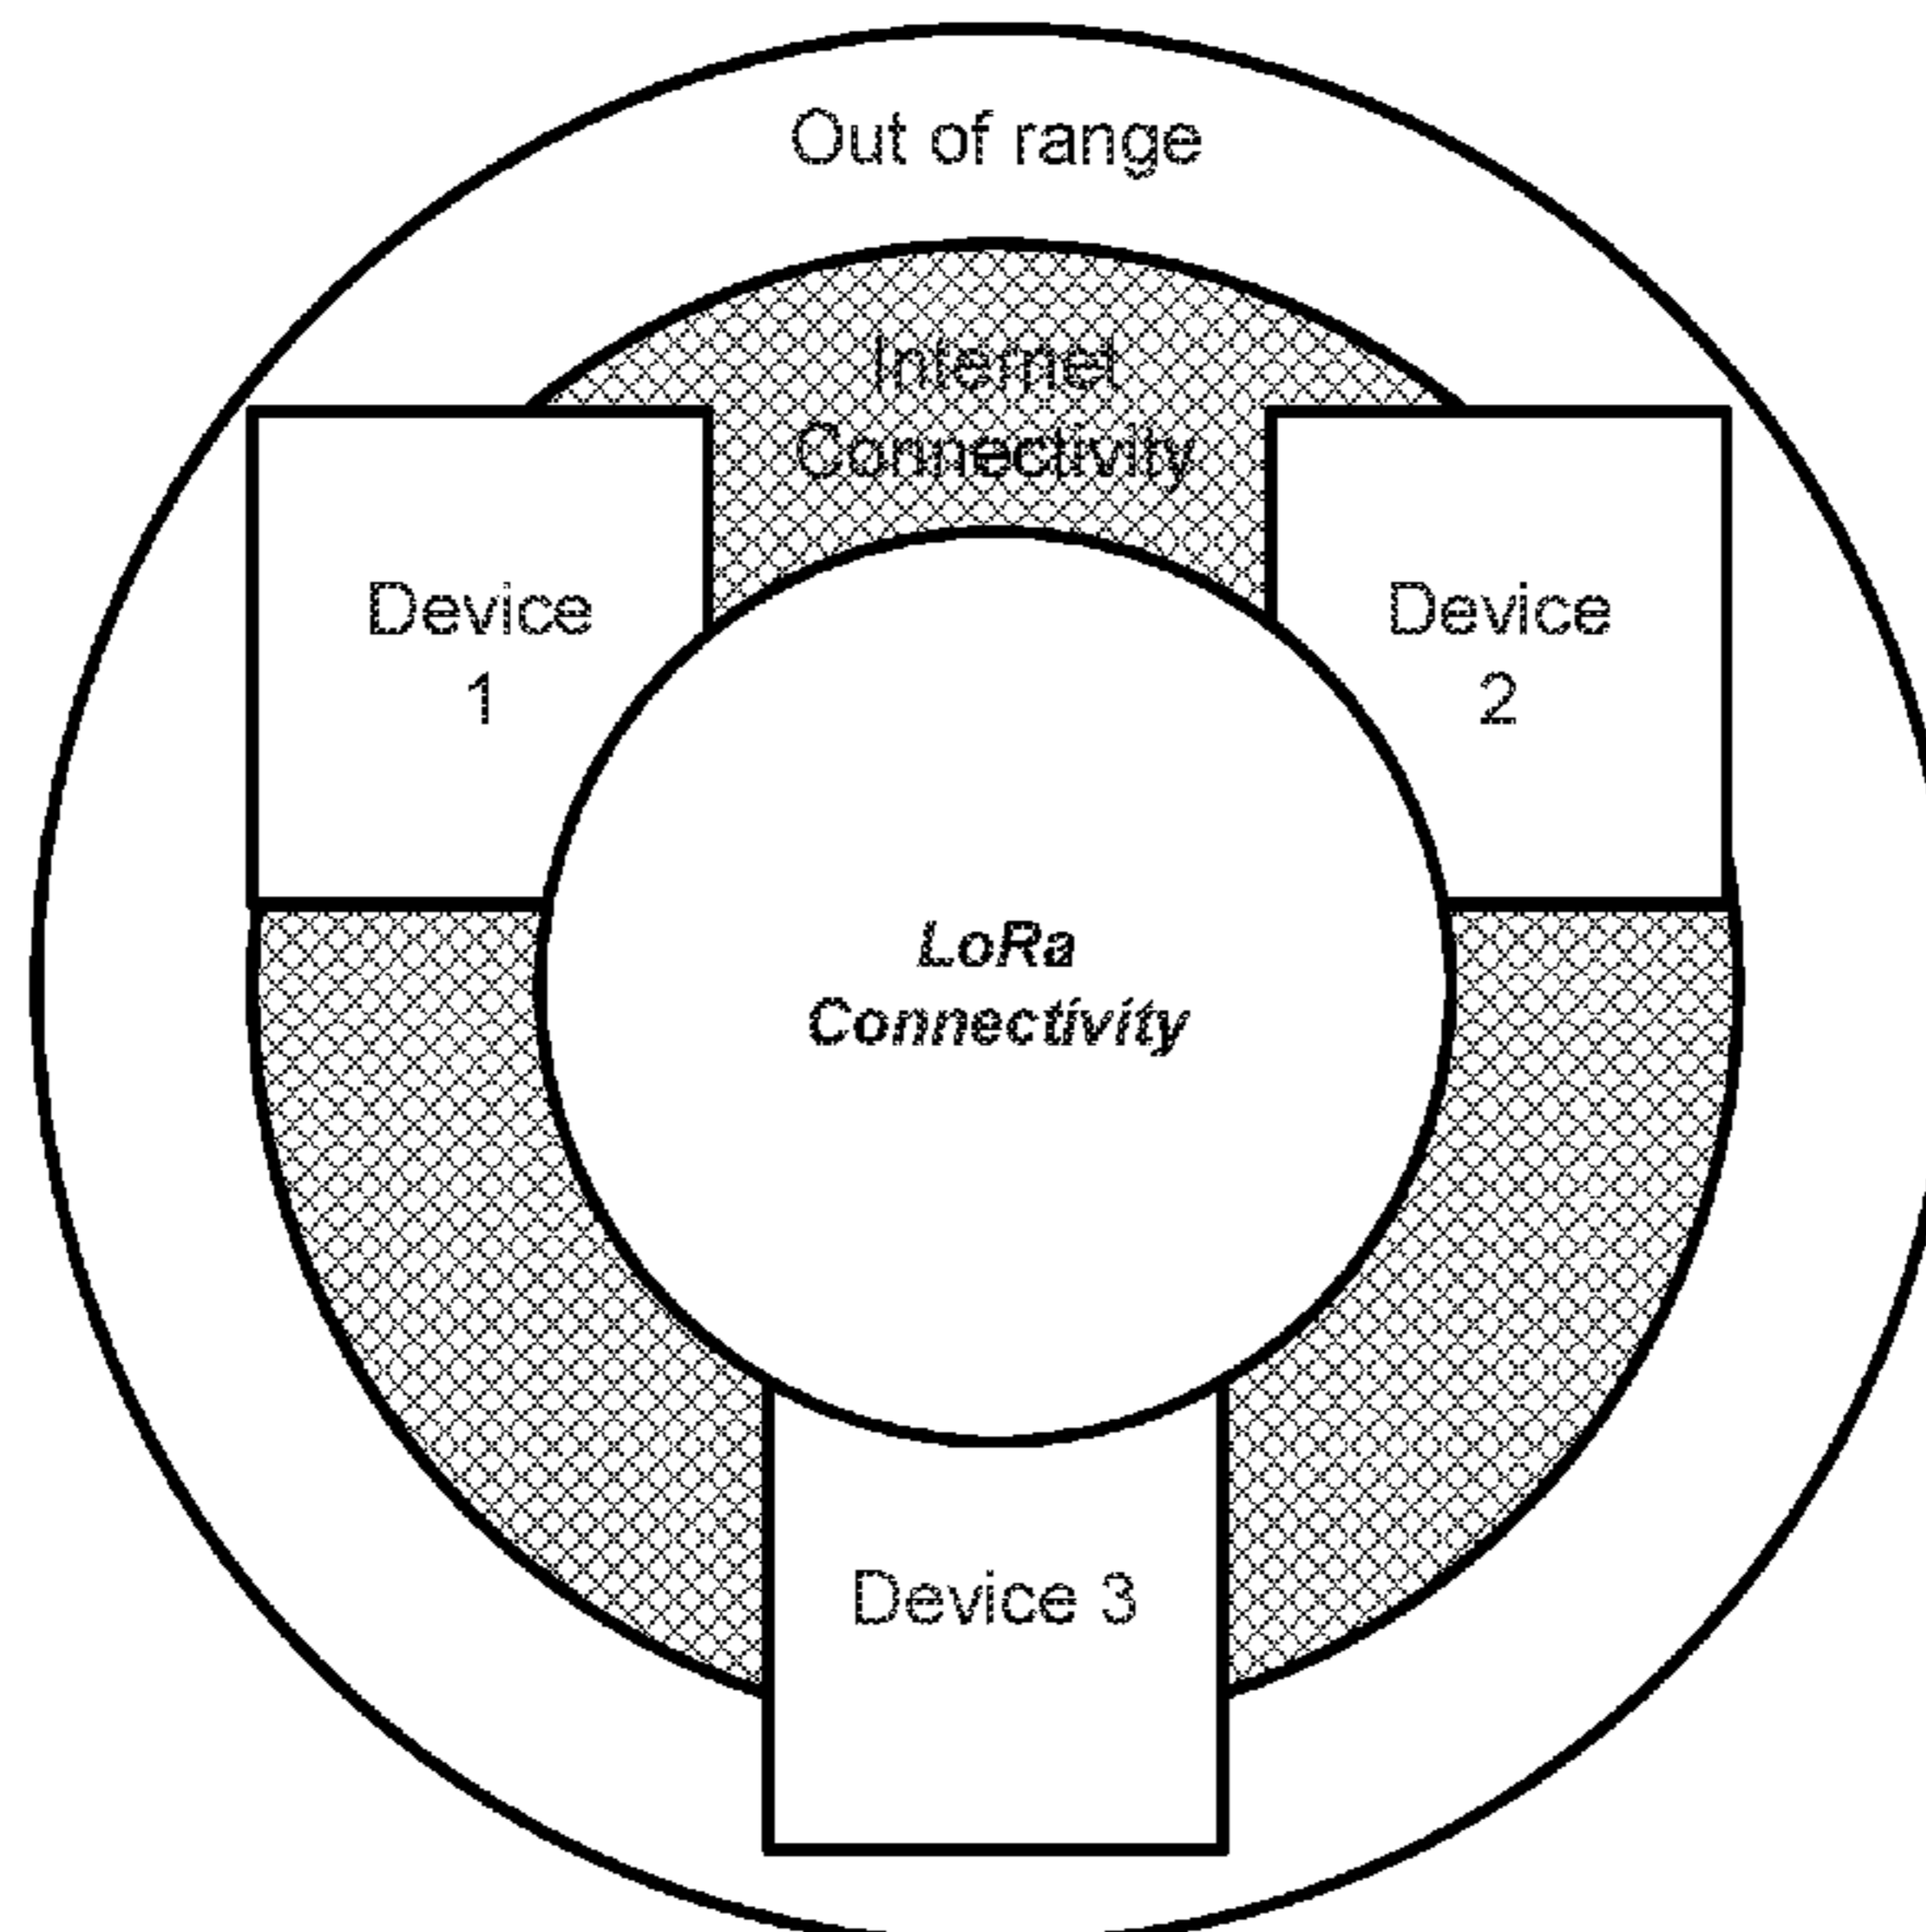 Out of range
Internet
Connectivity
Device
1
Device
2
LoRa
Connectivity
Device 3